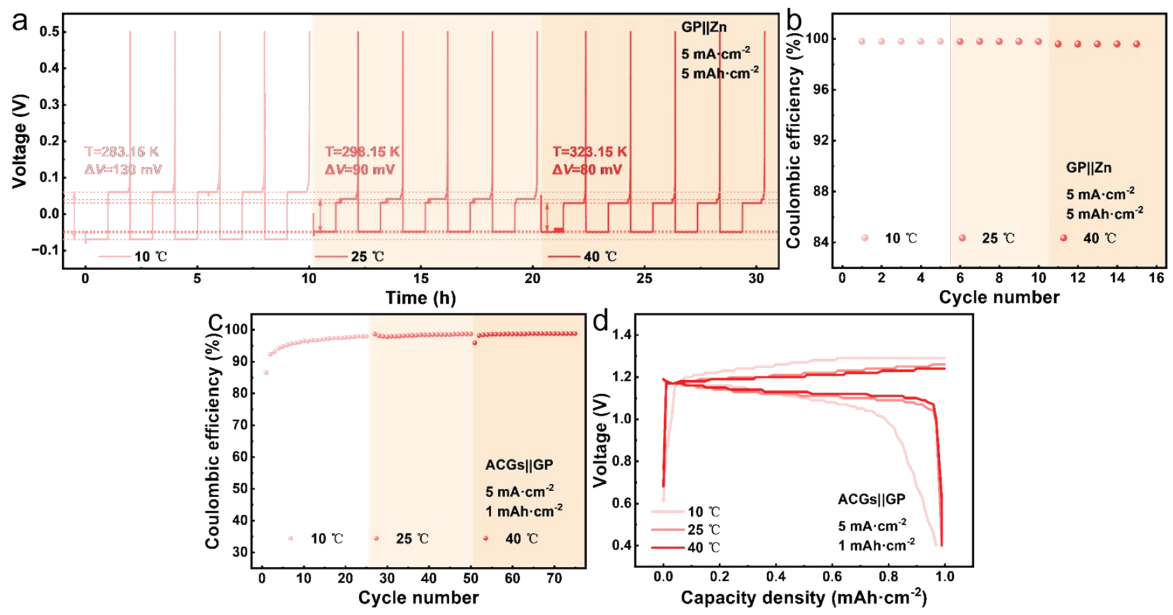 a
GP||Zn
5 mA·cm-2
5 mAh·cm-2
Voltage (V)
0.5
0.4
0.3
0.2
0.1
0.0
−0.1
T=283.15 K
ΔV=130 mV
T=298.15 K
ΔV=90 mV
T=323.15 K
ΔV=80 mV
10 ℃
25 ℃
40 ℃
0 5 10 15 20 25 30
Time (h)
b
Coulombic efficiency (%)
100
96
92
88
84
GP||Zn
5 mA·cm-2
5 mAh·cm-2
10 ℃ 25 ℃ 40 ℃
0 2 4 6 8 10 12 14 16
Cycle number
c
Coulombic efficiency (%)
100
90
80
70
60
50
40
30
ACGs||GP
5 mA·cm-2
1 mAh·cm-2
10 ℃ 25 ℃ 40 ℃
0 10 20 30 40 50 60 70
Cycle number
d
Voltage (V)
1.4
1.2
1.0
0.8
0.6
0.4
10 ℃
25 ℃
40 ℃
ACGs||GP
5 mA·cm-2
1 mAh·cm-2
0.0 0.2 0.4 0.6 0.8 1.0
Capacity density (mAh·cm-2)